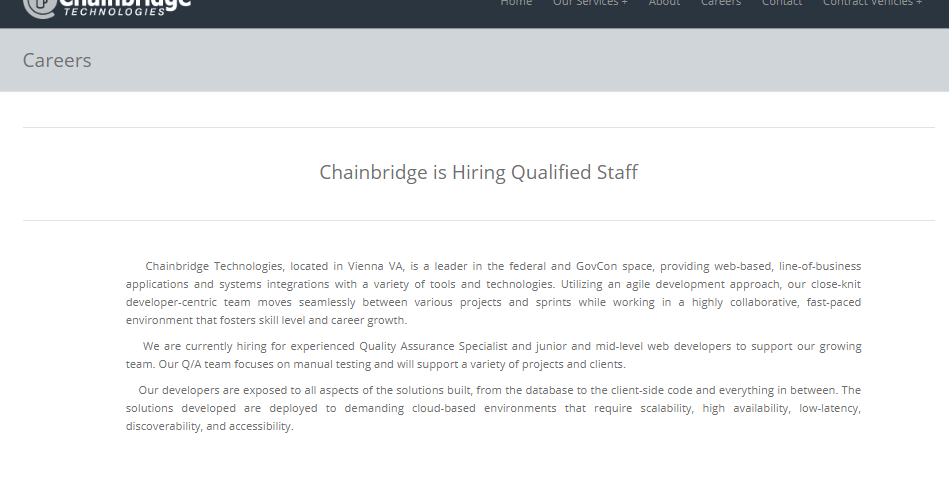 Chainbridge
TECHNOLOGIES
Home Our Services + About Careers Contact Contract Vehicles +
Careers
Chainbridge is Hiring Qualified Staff
Chainbridge Technologies, located in Vienna VA, is a leader in the federal and GovCon space, providing web-based, line-of-business
applications and systems integrations with a variety of tools and technologies. Utilizing an agile development approach, our close-knit
developer-centric team moves seamlessly between various projects and sprints while working in a highly collaborative, fast-paced
environment that fosters skill level and career growth.
We are currently hiring for experienced Quality Assurance Specialist and junior and mid-level web developers to support our growing
team. Our Q/A team focuses on manual testing and will support a variety of projects and clients.
Our developers are exposed to all aspects of the solutions built, from the database to the client-side code and everything in between. The
solutions developed are deployed to demanding cloud-based environments that require scalability, high availability, low-latency,
discoverability, and accessibility.